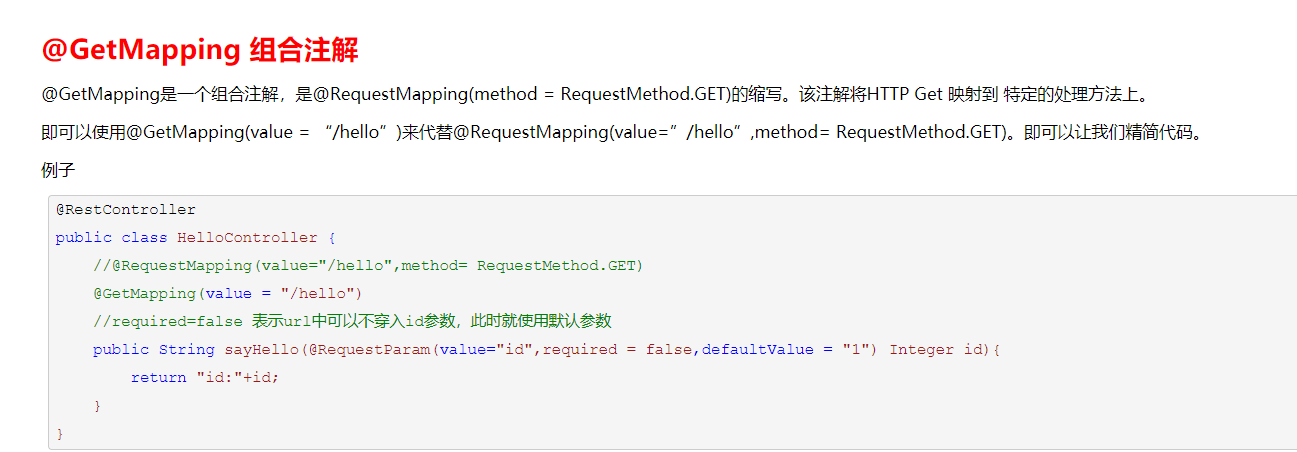 @GetMapping 组合注解
@GetMapping是一个组合注解，是@RequestMapping(method = RequestMethod.GET)的缩写。该注解将HTTP Get 映射到 特定的处理方法上。
即可以使用@GetMapping(value = “/hello”)来代替@RequestMapping(value=”/hello”,method= RequestMethod.GET)。即可以让我们精简代码。
例子
@RestController
public class HelloController {
    //@RequestMapping(value="/hello",method= RequestMethod.GET)
    @GetMapping(value = "/hello")
    //required=false 表示url中可以不穿入id参数，此时就使用默认参数
    public String sayHello(@RequestParam(value="id",required = false,defaultValue = "1") Integer id){
        return "id:"+id;
    }
}